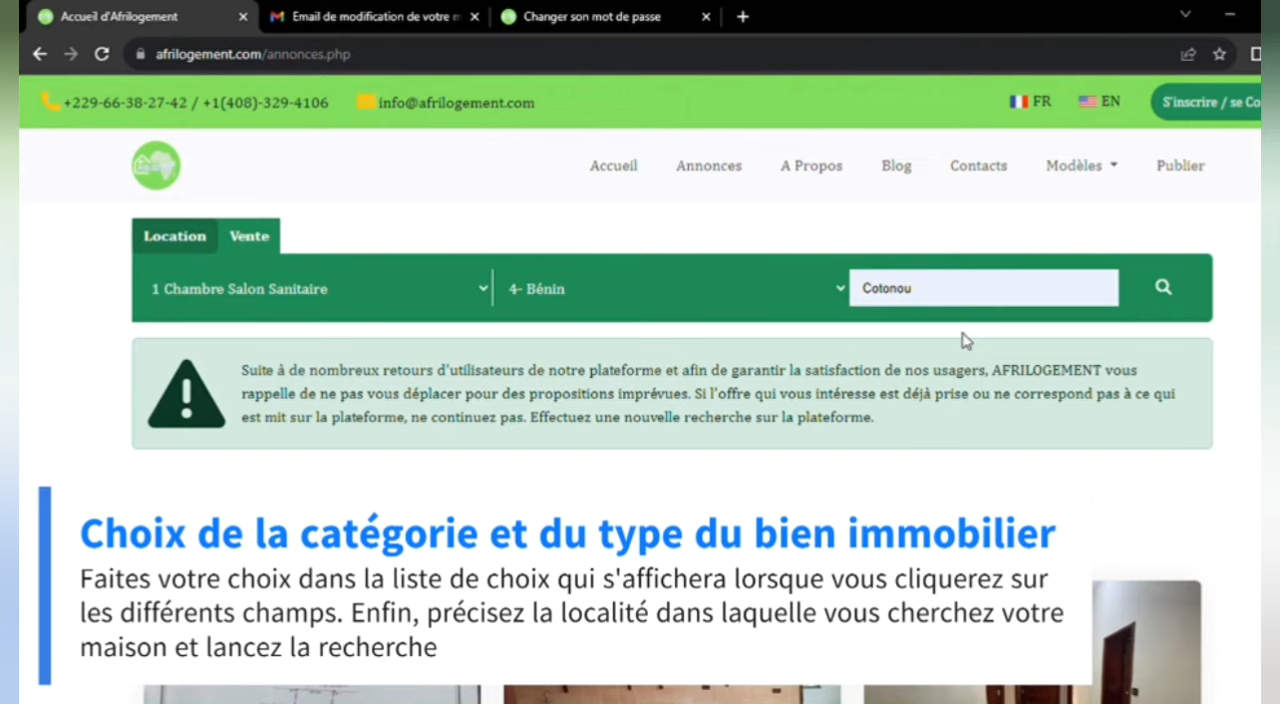 Accueil d'Afrilogement
Email de modification de votre m
Changer son mot de passe
afrilogement.com/annonces.php
+229-66-38-27-42 / +1(408)-329-4106
info@afrilogement.com
FR
EN
S'inscrire / se Co
Accueil
Annonces
A Propos
Blog
Contacts
Modèles
Publier
Location
Vente
1 Chambre Salon Sanitaire
4- Bénin
Cotonou
Suite à de nombreux retours d'utilisateurs de notre plateforme et afin de garantir la satisfaction de nos usagers, AFRILOGEMENT vous
rappelle de ne pas vous déplacer pour des propositions imprévues. Si l'offre qui vous intéresse est déjà prise ou ne correspond pas à ce qui
est mit sur la plateforme, ne continuez pas. Effectuez une nouvelle recherche sur la plateforme.
Choix de la catégorie et du type du bien immobilier
Faites votre choix dans la liste de choix qui s'affichera lorsque vous cliquerez sur
les différents champs. Enfin, précisez la localité dans laquelle vous cherchez votre
maison et lancez la recherche